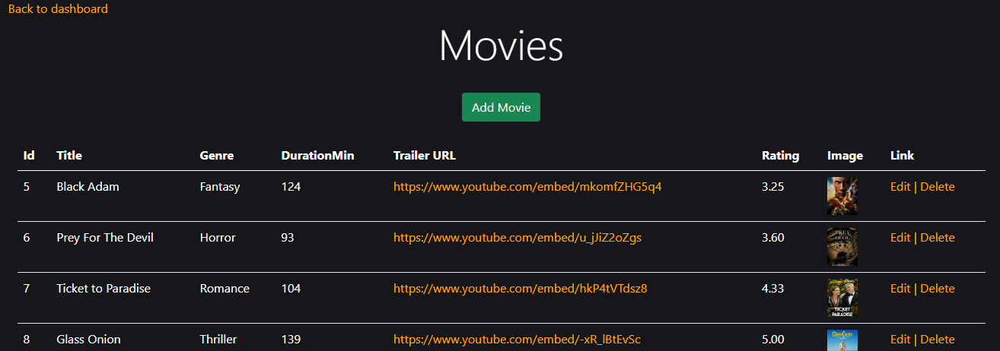 Back to dashboard
Movies
Add Movie
Id Title Genre DurationMin Trailer URL Rating Image Link
5 Black Adam Fantasy 124 https://www.youtube.com/embed/mkomfZHG5q4 3.25 Edit | Delete
6 Prey For The Devil Horror 93 https://www.youtube.com/embed/u_jJiZ2oZgs 3.60 PREY DEVIL Edit | Delete
7 Ticket to Paradise Romance 104 https://www.youtube.com/embed/hkP4tVTdsz8 4.33 TICKET PARADISE Edit | Delete
8 Glass Onion Thriller 139 https://www.youtube.com/embed/-xR_lBtEvSc 5.00 Edit | Delete